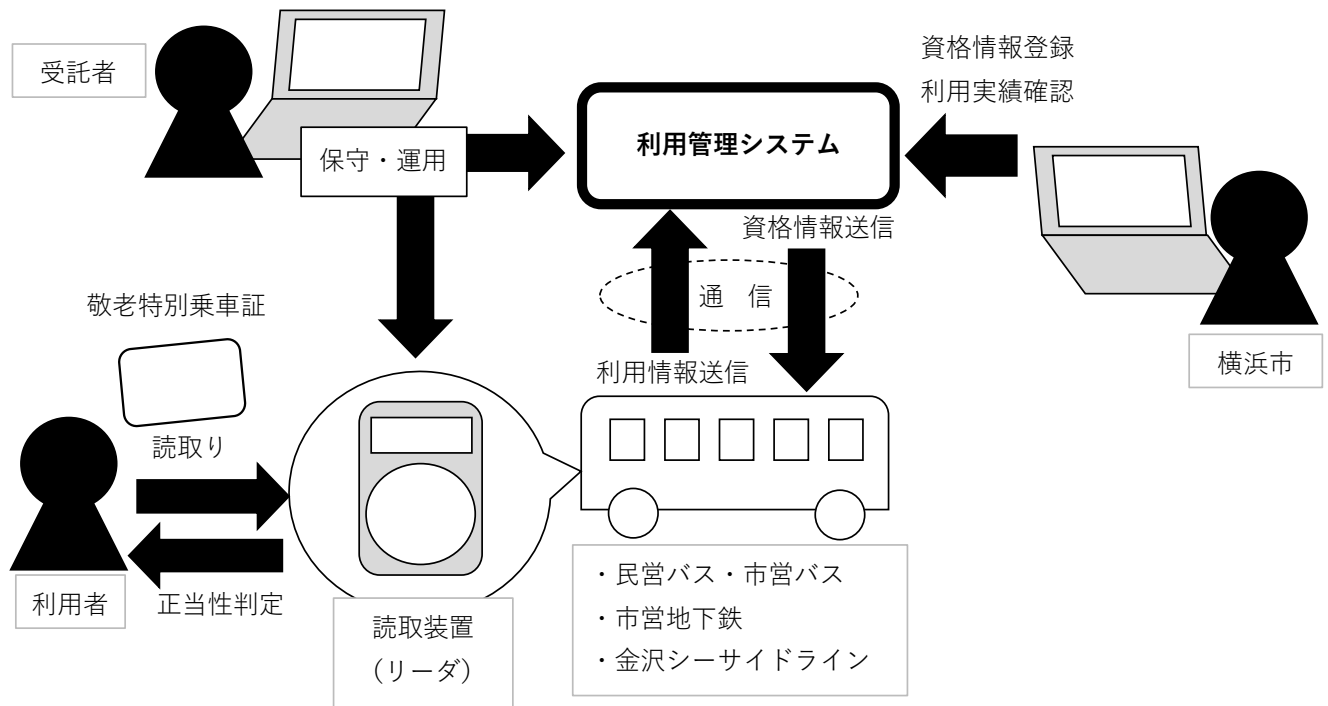 受託者
保守・運用
利用管理システム
資格情報登録
利用実績確認
資格情報送信
通 信
利用情報送信
横浜市
敬老特別乗車証
読取り
正当性判定
利用者
読取装置
(リーダ)
・民営バス・市営バス
・市営地下鉄
・金沢シーサイドライン